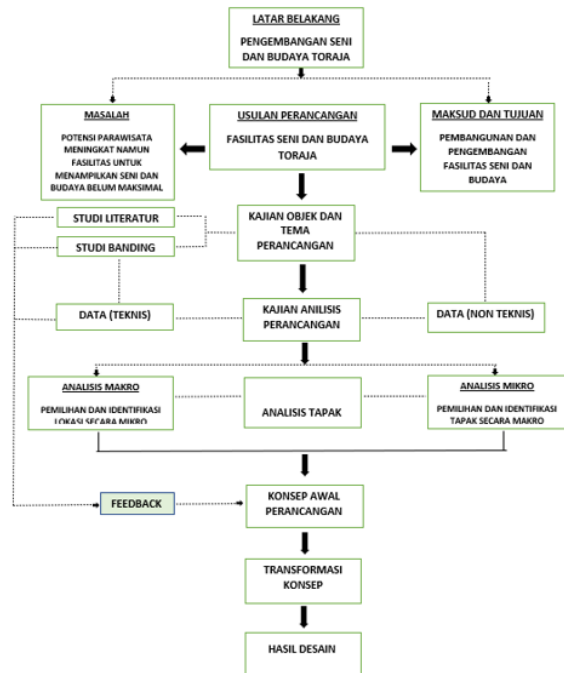 LATAR BELAKANG
PENGEMBANGAN SENI
DAN BUDAYA TORAJA
MASALAH
POTENSI PARAWISATA
MENINGKAT NAMUN
FASILITAS UNTUK
MENAMPILKAN SENI DAN
BUDAYA BELUM MAKSIMAL
USULAN PERANCANGAN
FASILITAS SENI DAN BUDAYA
TORAJA
MAKSUD DAN TUJUAN
PEMBANGUNAN DAN
PENGEMBANGAN
FASILITAS SENI DAN
BUDAYA
STUDI LITERATUR
STUDI BANDING
KAJIAN OBJEK DAN
TEMA
PERANCANGAN
DATA (TEKNIS)
KAJIAN ANILISIS
PERANCANGAN
DATA (NON TEKNIS)
ANALISIS MAKRO
PEMILIHAN DAN IDENTIFIKASI
LOKASI SECARA MIKRO
ANALISIS TAPAK
ANALISIS MIKRO
PEMILIHAN DAN IDENTIFIKASI
TAPAK SECARA MAKRO
FEEDBACK
KONSEP AWAL
PERANCANGAN
TRANSFORMASI
KONSEP
HASIL DESAIN